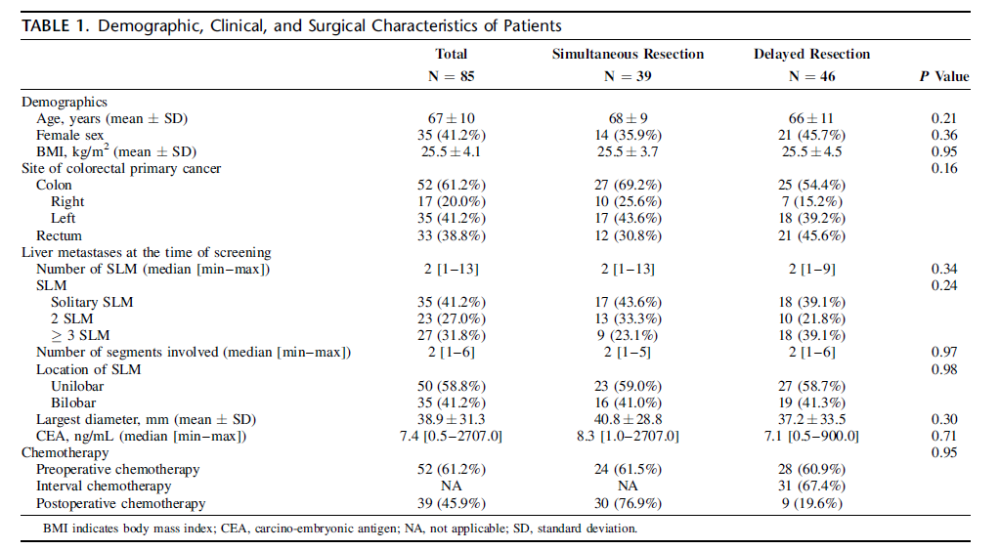 TABLE 1. Demographic, Clinical, and Surgical Characteristics of Patients
Total Simultaneous Resection Delayed Resection
N = 85 N = 39 N = 46 P Value
Demographics
Age, years (mean ± SD) 67 ± 10 68 ± 9 66 ± 11 0.21
Female sex 35 (41.2%) 14 (35.9%) 21 (45.7%) 0.36
BMI, kg/m² (mean ± SD) 25.5 ± 4.1 25.5 ± 3.7 25.5 ± 4.5 0.95
Site of colorectal primary cancer 0.16
Colon 52 (61.2%) 27 (69.2%) 25 (54.4%)
Right 17 (20.0%) 10 (25.6%) 7 (15.2%)
Left 35 (41.2%) 17 (43.6%) 18 (39.2%)
Rectum 33 (38.8%) 12 (30.8%) 21 (45.6%)
Liver metastases at the time of screening
Number of SLM (median [min–max]) 2 [1–13] 2 [1–13] 2 [1–9] 0.34
SLM 0.24
Solitary SLM 35 (41.2%) 17 (43.6%) 18 (39.1%)
2 SLM 23 (27.0%) 13 (33.3%) 10 (21.8%)
≥ 3 SLM 27 (31.8%) 9 (23.1%) 18 (39.1%)
Number of segments involved (median [min–max]) 2 [1–6] 2 [1–5] 2 [1–6] 0.97
Location of SLM 0.98
Unilobar 50 (58.8%) 23 (59.0%) 27 (58.7%)
Bilobar 35 (41.2%) 16 (41.0%) 19 (41.3%)
Largest diameter, mm (mean ± SD) 38.9 ± 31.3 40.8 ± 28.8 37.2 ± 33.5 0.30
CEA, ng/mL (median [min–max]) 7.4 [0.5–2707.0] 8.3 [1.0–2707.0] 7.1 [0.5–900.0] 0.71
Chemotherapy 0.95
Preoperative chemotherapy 52 (61.2%) 24 (61.5%) 28 (60.9%)
Interval chemotherapy NA NA 31 (67.4%)
Postoperative chemotherapy 39 (45.9%) 30 (76.9%) 9 (19.6%)
BMI indicates body mass index; CEA, carcino-embryonic antigen; NA, not applicable; SD, standard deviation.